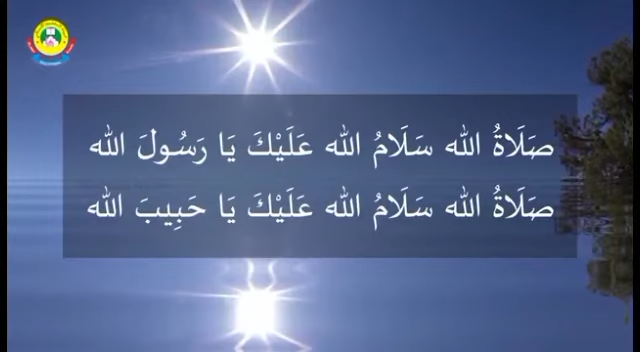 صَلَاةُ الله سَلَامُ الله عَلَيْكَ يَا رَسُولَ الله
صَلَاةُ الله سَلَامُ الله عَلَيْكَ يَا حَبِيبَ الله